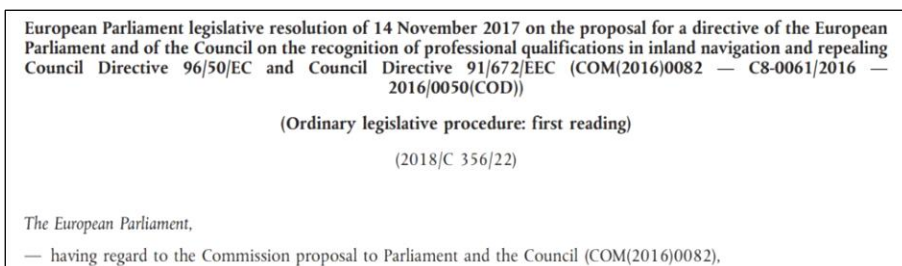 European Parliament legislative resolution of 14 November 2017 on the proposal for a directive of the European
Parliament and of the Council on the recognition of professional qualifications in inland navigation and repealing
Council Directive 96/50/EC and Council Directive 91/672/EEC (COM(2016)0082 — C8-0061/2016 —
2016/0050(COD))
(Ordinary legislative procedure: first reading)
(2018/C 356/22)
The European Parliament,
— having regard to the Commission proposal to Parliament and the Council (COM(2016)0082),